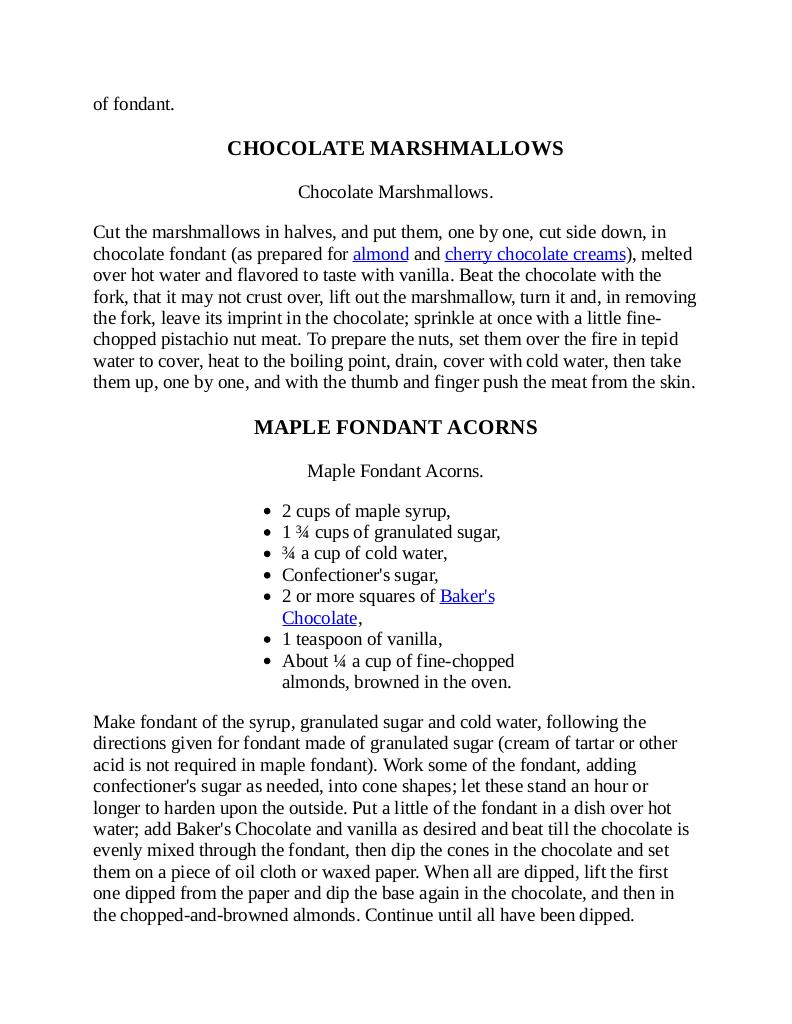 of fondant.
CHOCOLATE MARSHMALLOWS
Chocolate Marshmallows.
Cut the marshmallows in halves, and put them, one by one, cut side down, in
chocolate fondant (as prepared for almond and cherry chocolate creams), melted
over hot water and flavored to taste with vanilla. Beat the chocolate with the
fork, that it may not crust over, lift out the marshmallow, turn it and, in removing
the fork, leave its imprint in the chocolate; sprinkle at once with a little fine-
chopped pistachio nut meat. To prepare the nuts, set them over the fire in tepid
water to cover, heat to the boiling point, drain, cover with cold water, then take
them up, one by one, and with the thumb and finger push the meat from the skin.
MAPLE FONDANT ACORNS
Maple Fondant Acorns.
• 2 cups of maple syrup,
• 1 ¾ cups of granulated sugar,
• ¾ a cup of cold water,
• Confectioner's sugar,
• 2 or more squares of Baker's
Chocolate,
• 1 teaspoon of vanilla,
• About ¼ a cup of fine-chopped
almonds, browned in the oven.
Make fondant of the syrup, granulated sugar and cold water, following the
directions given for fondant made of granulated sugar (cream of tartar or other
acid is not required in maple fondant). Work some of the fondant, adding
confectioner's sugar as needed, into cone shapes; let these stand an hour or
longer to harden upon the outside. Put a little of the fondant in a dish over hot
water; add Baker's Chocolate and vanilla as desired and beat till the chocolate is
evenly mixed through the fondant, then dip the cones in the chocolate and set
them on a piece of oil cloth or waxed paper. When all are dipped, lift the first
one dipped from the paper and dip the base again in the chocolate, and then in
the chopped-and-browned almonds. Continue until all have been dipped.